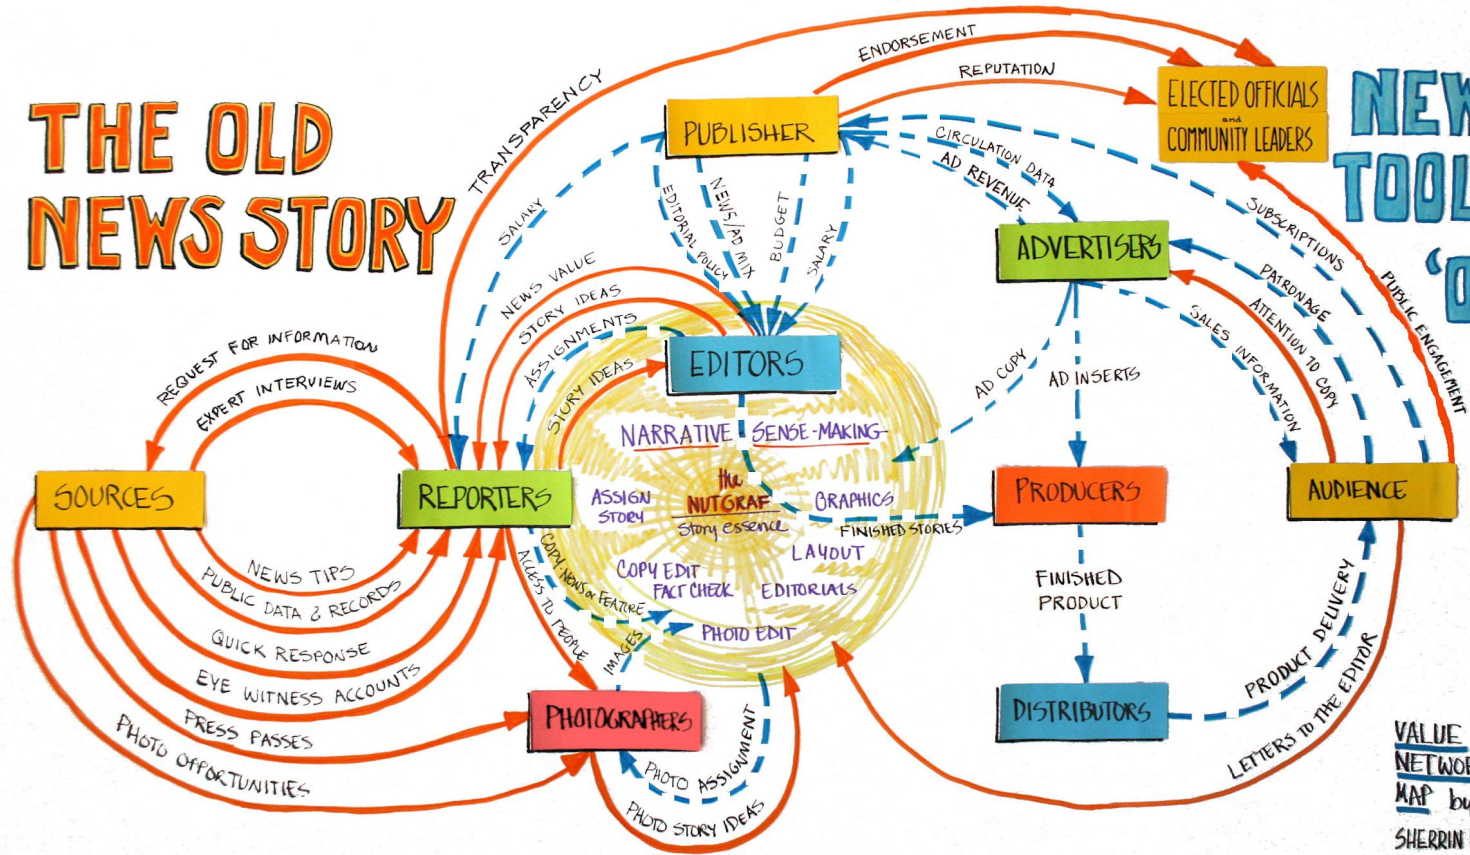 THE OLD
NEWS STORY
TRANSPARENCY
ENDORSEMENT
REPUTATION
ELECTED OFFICIALS
and
COMMUNITY LEADERS
NEW
TOOL
'O
PUBLISHER
CIRCULATION DATA
AD REVENUE
SUBSCRIPTIONS
PUBLIC ENGAGEMENT
SALARY
EDITORIAL POLICY
NEWS/AD MIX
BUDGET
SALARY
ADVERTISERS
PATRONAGE
ATTENTION TO COPY
SALES INFORMATION
NEWS VALUE
STORY IDEAS
ASSIGNMENTS
STORY IDEAS
EDITORS
AD COPY
AD INSERTS
REQUEST FOR INFORMATION
EXPERT INTERVIEWS
NARRATIVE SENSE-MAKING
SOURCES
REPORTERS
ASSIGN
STORY
the
NUTGRAF
Story essence
GRAPHICS
FINISHED STORIES
LAYOUT
PRODUCERS
AUDIENCE
COPY EDIT
FACT CHECK
EDITORIALS
PHOTO EDIT
NEWS TIPS
PUBLIC DATA & RECORDS
QUICK RESPONSE
EYE WITNESS ACCOUNTS
PRESS PASSES
PHOTO OPPORTUNITIES
COPY: NEWS or FEATURE
ACCESS TO PEOPLE
IMAGES
FINISHED
PRODUCT
PHOTOGRAPHERS
PHOTO ASSIGNMENT
PHOTO STORY IDEAS
DISTRIBUTORS
PRODUCT DELIVERY
LETTERS TO THE EDITOR
VALUE
NETWO
MAP by
SHERRIN